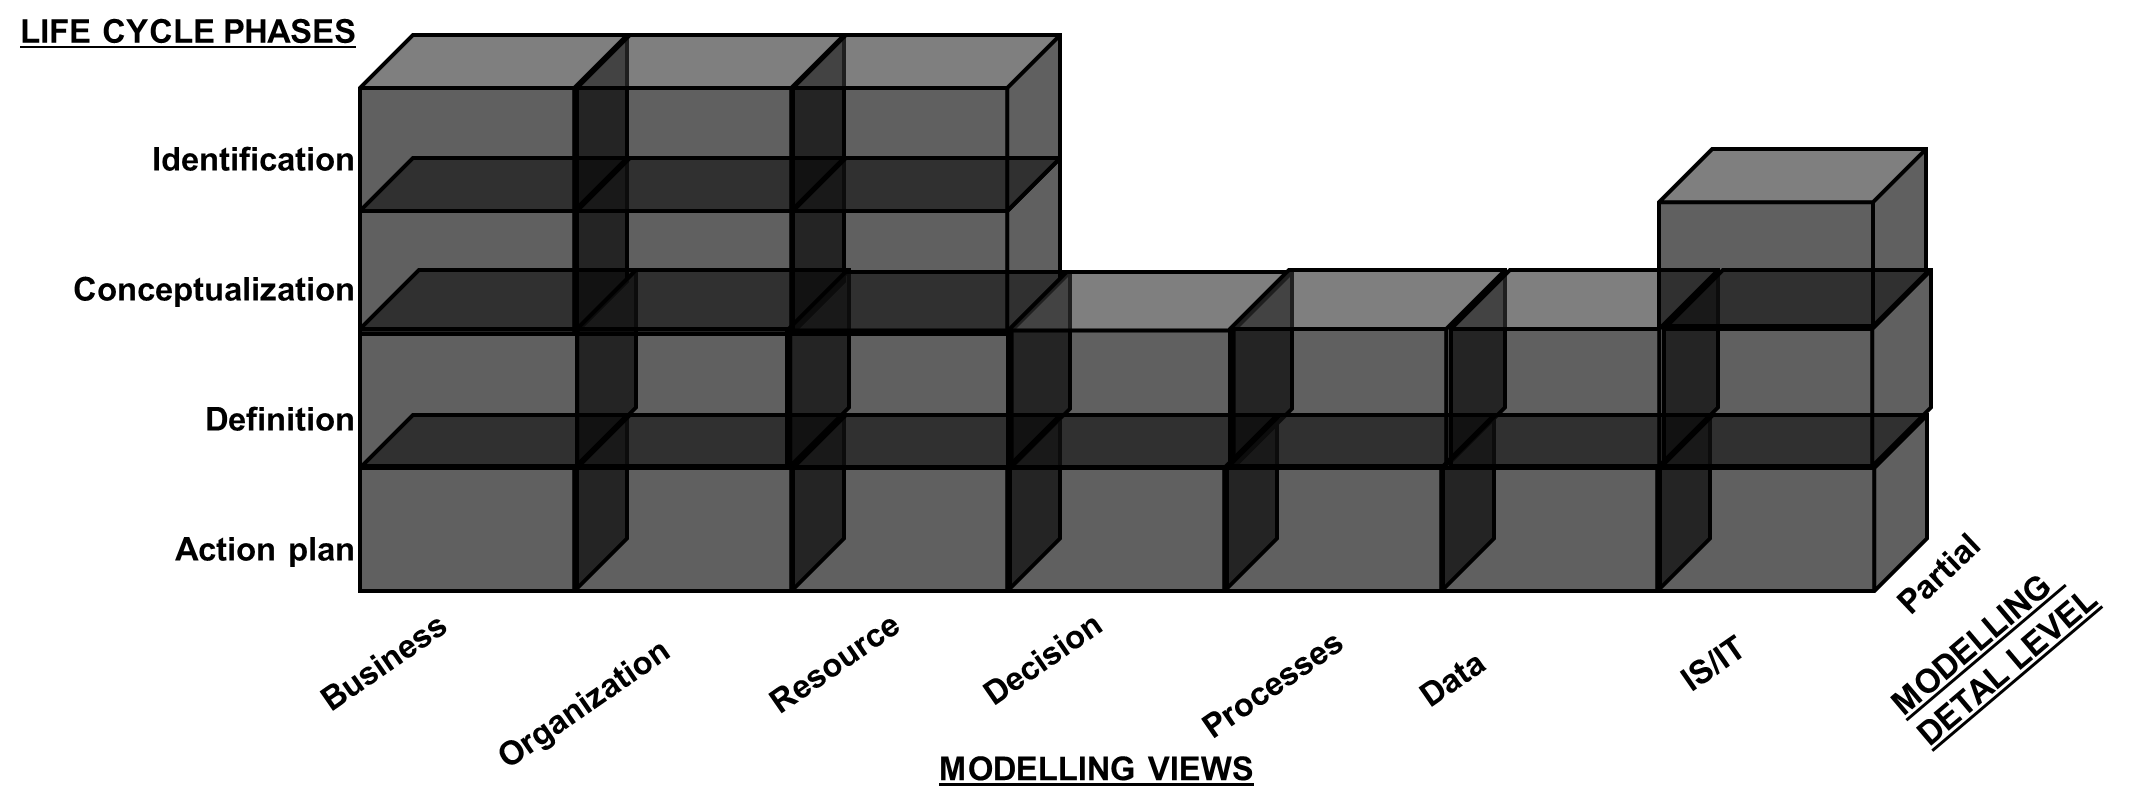 LIFE CYCLE PHASES
Identification
Conceptualization
Definition
Action plan
Business
Organization
Resource
Decision
Processes
Data
IS/IT
Partial
MODELLING
DETAL LEVEL
MODELLING VIEWS